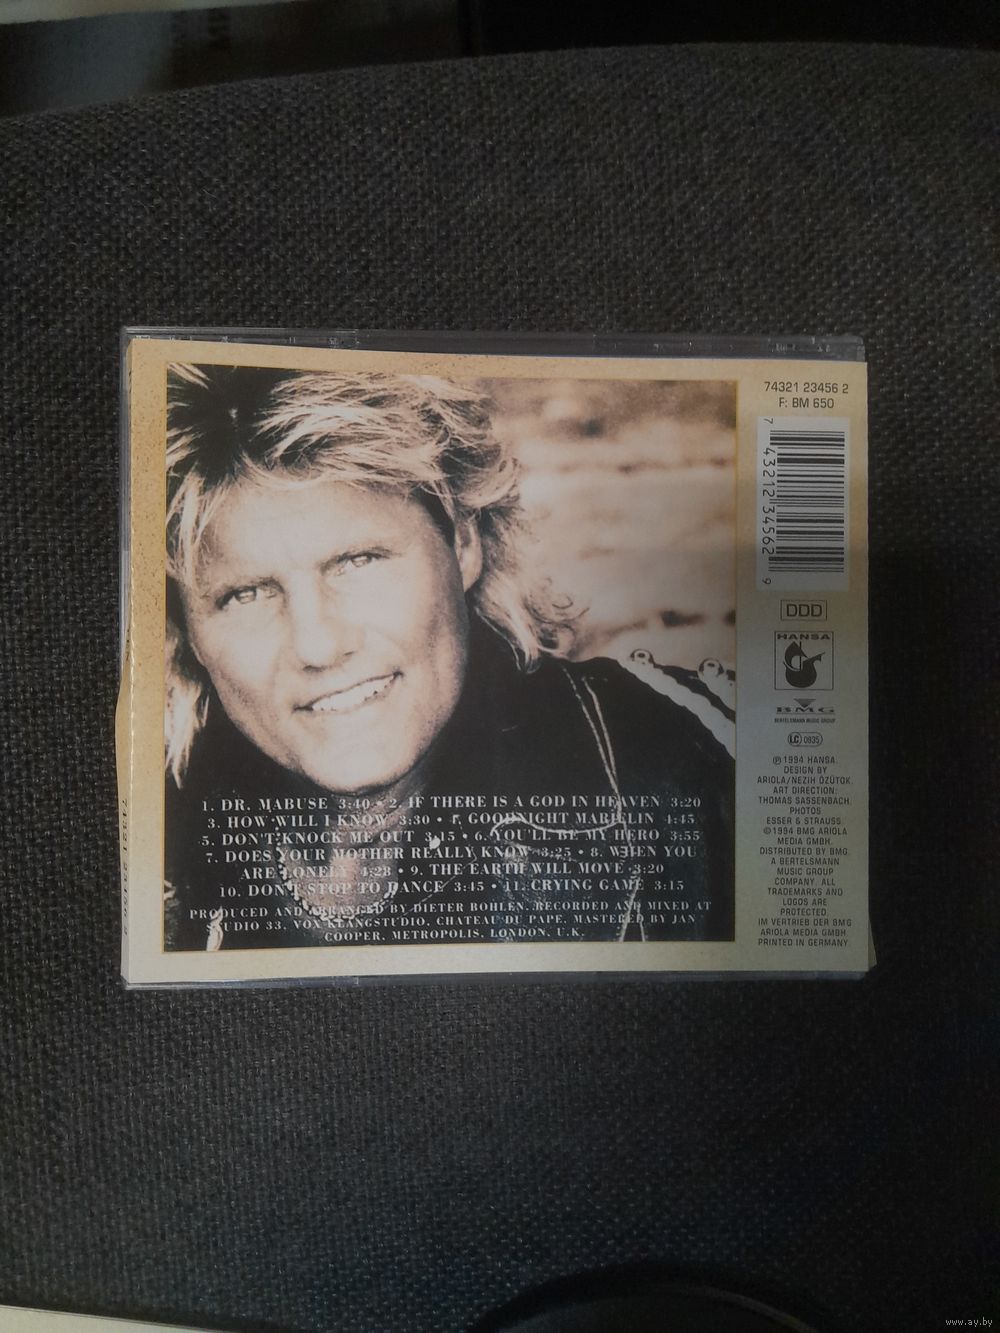 74321 23456 2
F: BM 650
7 43212 34562 9
DDD
HANSA
BMG
BERTELSMANN MUSIC GROUP
LC 0835
℗ 1994 HANSA.
DESIGN BY
ARIOLA/NEZIH ÖZÜTOK.
ART DIRECTION:
THOMAS SASSENBACH.
PHOTOS
ESSER & STRAUSS.
© 1994 BMG ARIOLA
MEDIA GMBH.
DISTRIBUTED BY BMG.
A BERTELSMANN
MUSIC GROUP
COMPANY. ALL
TRADEMARKS AND
LOGOS ARE
PROTECTED.
IM VERTRIEB DER BMG
ARIOLA MEDIA GMBH.
PRINTED IN GERMANY.
1. DR. MABUSE 3:40 • 2. IF THERE IS A GOD IN HEAVEN 3:20
3. HOW WILL I KNOW 3:30 • 4. GOODNIGHT MARIELIN 4:45
5. DON'T KNOCK ME OUT 3:15 • 6. YOU'LL BE MY HERO 3:55
7. DOES YOUR MOTHER REALLY KNOW 3:25 • 8. WHEN YOU
ARE LONELY 4:28 • 9. THE EARTH WILL MOVE 3:20
10. DON'T STOP TO DANCE 3:45 • 11. CRYING GAME 3:15
PRODUCED AND ARRANGED BY DIETER BOHLEN. RECORDED AND MIXED AT
STUDIO 33, VOX-KLANGSTUDIO, CHATEAU DU PAPE. MASTERED BY JAN
COOPER, METROPOLIS, LONDON, U.K.
www.ay.by